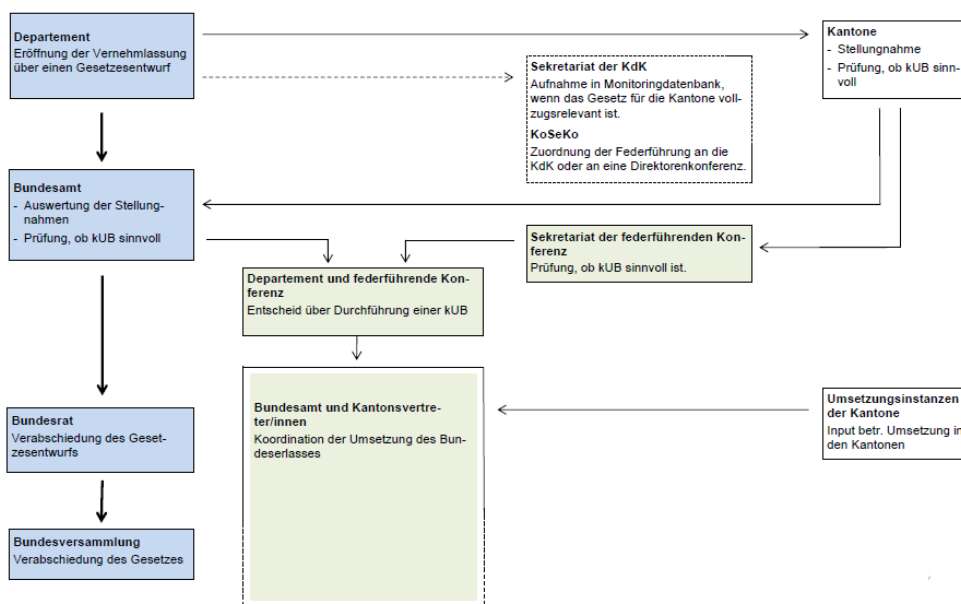 Departement
Eröffnung der Vernehmlassung
über einen Gesetzesentwurf
Kantone
- Stellungnahme
- Prüfung, ob kUB sinn-
voll
Sekretariat der KdK
Aufnahme in Monitoringdatenbank,
wenn das Gesetz für die Kantone voll-
zugsrelevant ist.
KoSeKo
Zuordnung der Federführung an die
KdK oder an eine Direktorenkonferenz.
Bundesamt
- Auswertung der Stellung-
nahmen
- Prüfung, ob kUB sinnvoll
Sekretariat der federführenden Kon-
ferenz
Prüfung, ob kUB sinnvoll ist.
Departement und federführende Kon-
ferenz
Entscheid über Durchführung einer kUB
Bundesamt und Kantonsvertre-
ter/innen
Koordination der Umsetzung des Bun-
deserlasses
Umsetzungsinstanzen
der Kantone
Input betr. Umsetzung in
den Kantonen
Bundesrat
Verabschiedung des Geset-
zesentwurfs
Bundesversammlung
Verabschiedung des Gesetzes